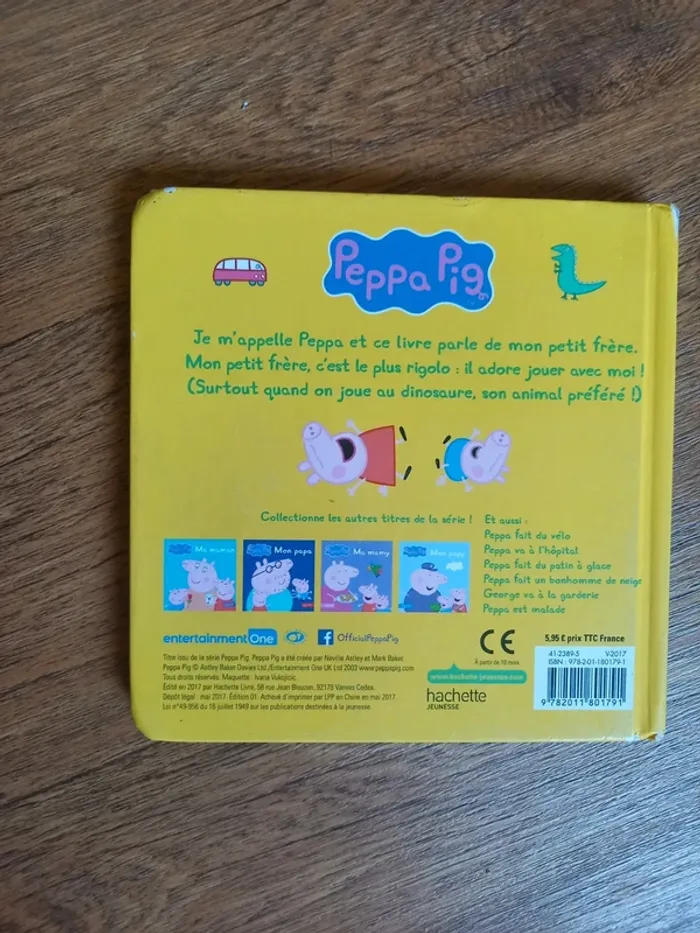 Peppa Pig
Je m'appelle Peppa et ce livre parle de mon petit frère.
Mon petit frère, c'est le plus rigolo : il adore jouer avec moi !
(Surtout quand on joue au dinosaure, son animal préféré !)
Collectionne les autres titres de la série !
Ma maman
Mon papa
Ma mamy
Mon papy
Et aussi :
Peppa fait du vélo
Peppa va à l'hôpital
Peppa fait du patin à glace
Peppa fait un bonhomme de neige
George va à la garderie
Peppa est malade
entertainmentOne
OfficialPeppaPig
Titre issu de la série Peppa Pig. Peppa Pig a été créée par Neville Astley et Mark Baker.
Peppa Pig © Astley Baker Davies Ltd /Entertainment One UK Ltd 2003 www.peppapig.com
Tous droits réservés. Maquette : Ivana Vukojicic.
Édité en 2017 par Hachette Livre, 58 rue Jean Bleuzen, 92178 Vanves Cedex.
Dépôt légal : mai 2017. Édition 01. Achevé d'imprimer par LPP en Chine en mai 2017.
Loi n°49-956 du 16 juillet 1949 sur les publications destinées à la jeunesse.
CE
À partir de 10 mois
www.hachette-jeunesse.com
hachette
JEUNESSE
5,95 € prix TTC France
41-2389-5 V-2017
ISBN : 978-2-01-180179-1
9 782011 801791